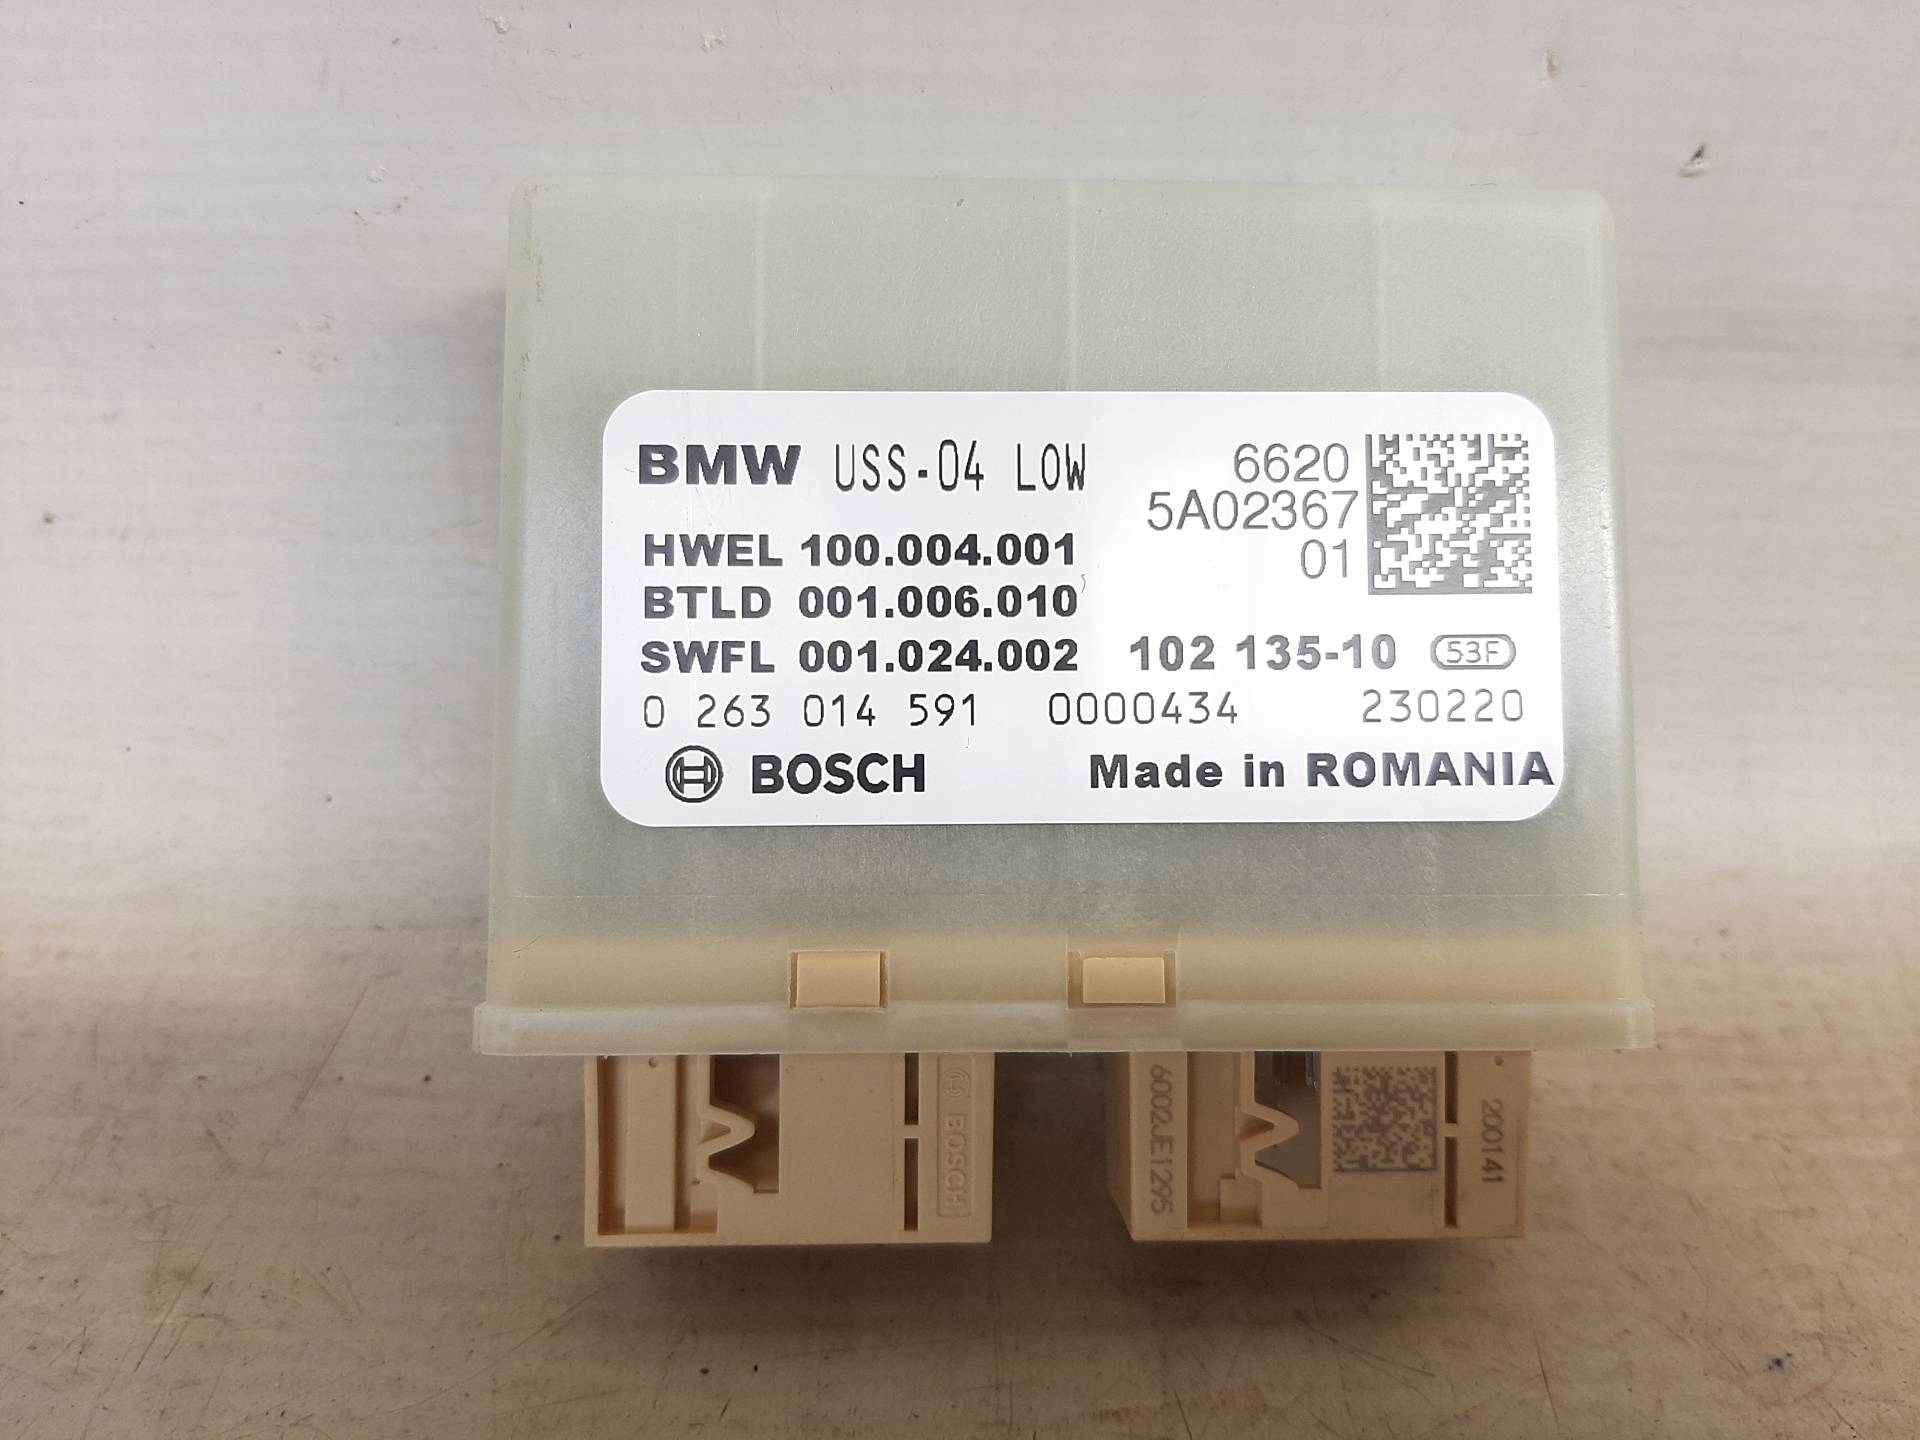 BMW USS-04 LOW
6620
5A02367
01
HWEL 100.004.001
BTLD 001.006.010
SWFL 001.024.002 102 135-10 53F
0 263 014 591 0000434 230220
BOSCH Made in ROMANIA
BOSCH
6002JE1295
200141